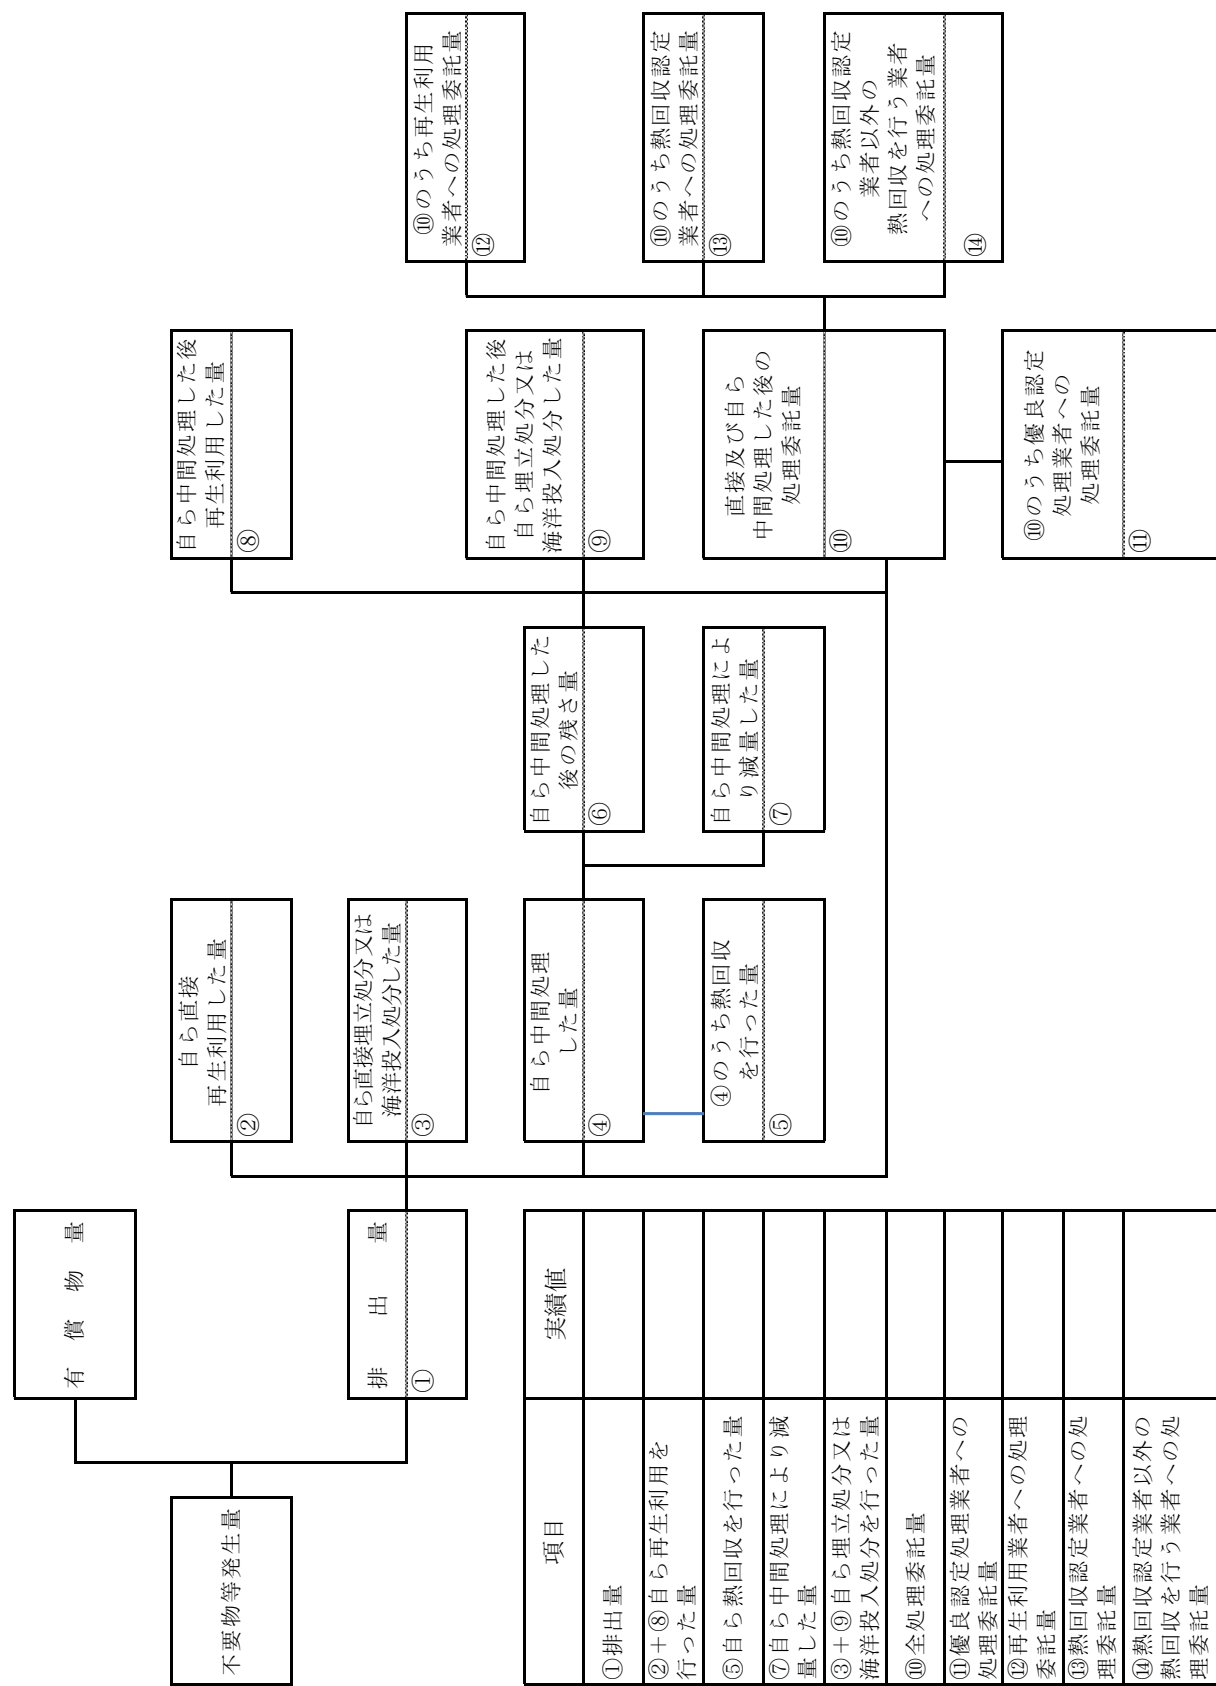 不要物等発生量
有償物量
排出量
①
自ら直接
再生利用した量
②
自ら直接埋立処分又は
海洋投入処分した量
③
自ら中間処理
した量
④
④のうち熱回収
を行った量
⑤
自ら中間処理した
後の残さ量
⑥
自ら中間処理によ
り減量した量
⑦
自ら中間処理した後
再生利用した量
⑧
自ら中間処理した後
自ら埋立処分又は
海洋投入処分した量
⑨
直接及び自ら
中間処理した後の
処理委託量
⑩
⑩のうち優良認定
処理業者への
処理委託量
⑪
⑩のうち再生利用
業者への処理委託量
⑫
⑩のうち熱回収認定
業者への処理委託量
⑬
⑩のうち熱回収認定
業者以外の
熱回収を行う業者
への処理委託量
⑭
項目 実績値
①排出量
②+⑧自ら再生利用を
行った量
⑤自ら熱回収を行った量
⑦自ら中間処理により減
量した量
③+⑨自ら埋立処分又は
海洋投入処分を行った量
⑩全処理委託量
⑪優良認定処理業者への
処理委託量
⑫再生利用業者への処理
委託量
⑬熱回収認定業者への処
理委託量
⑭熱回収認定業者以外の
熱回収を行う業者への処
理委託量